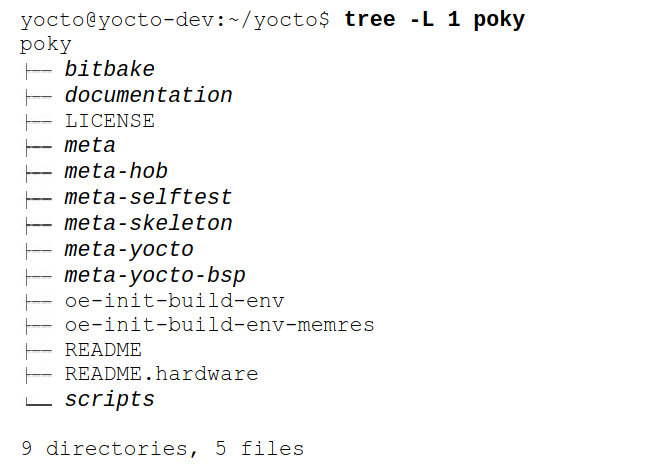 yocto@yocto-dev:~/yocto$ tree -L 1 poky
poky
├── bitbake
├── documentation
├── LICENSE
├── meta
├── meta-hob
├── meta-selftest
├── meta-skeleton
├── meta-yocto
├── meta-yocto-bsp
├── oe-init-build-env
├── oe-init-build-env-memres
├── README
├── README.hardware
└── scripts
9 directories, 5 files